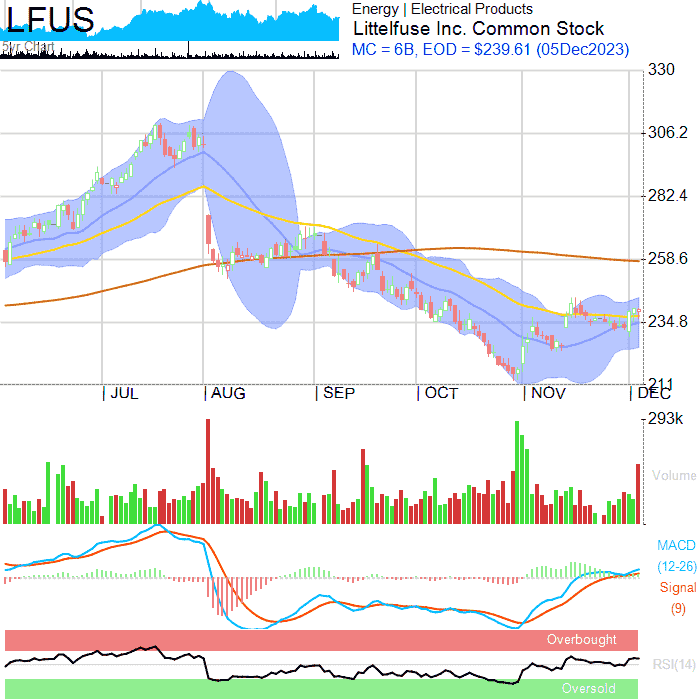 LFUS
5yr Chart
Energy | Electrical Products
Littelfuse Inc. Common Stock
MC = 6B, EOD = $239.61 (05Dec2023)
330
306.2
282.4
258.6
234.8
211
JUL AUG SEP OCT NOV DEC
293k
Volume
MACD
(12-26)
Signal
(9)
Overbought
RSI(14)
Oversold